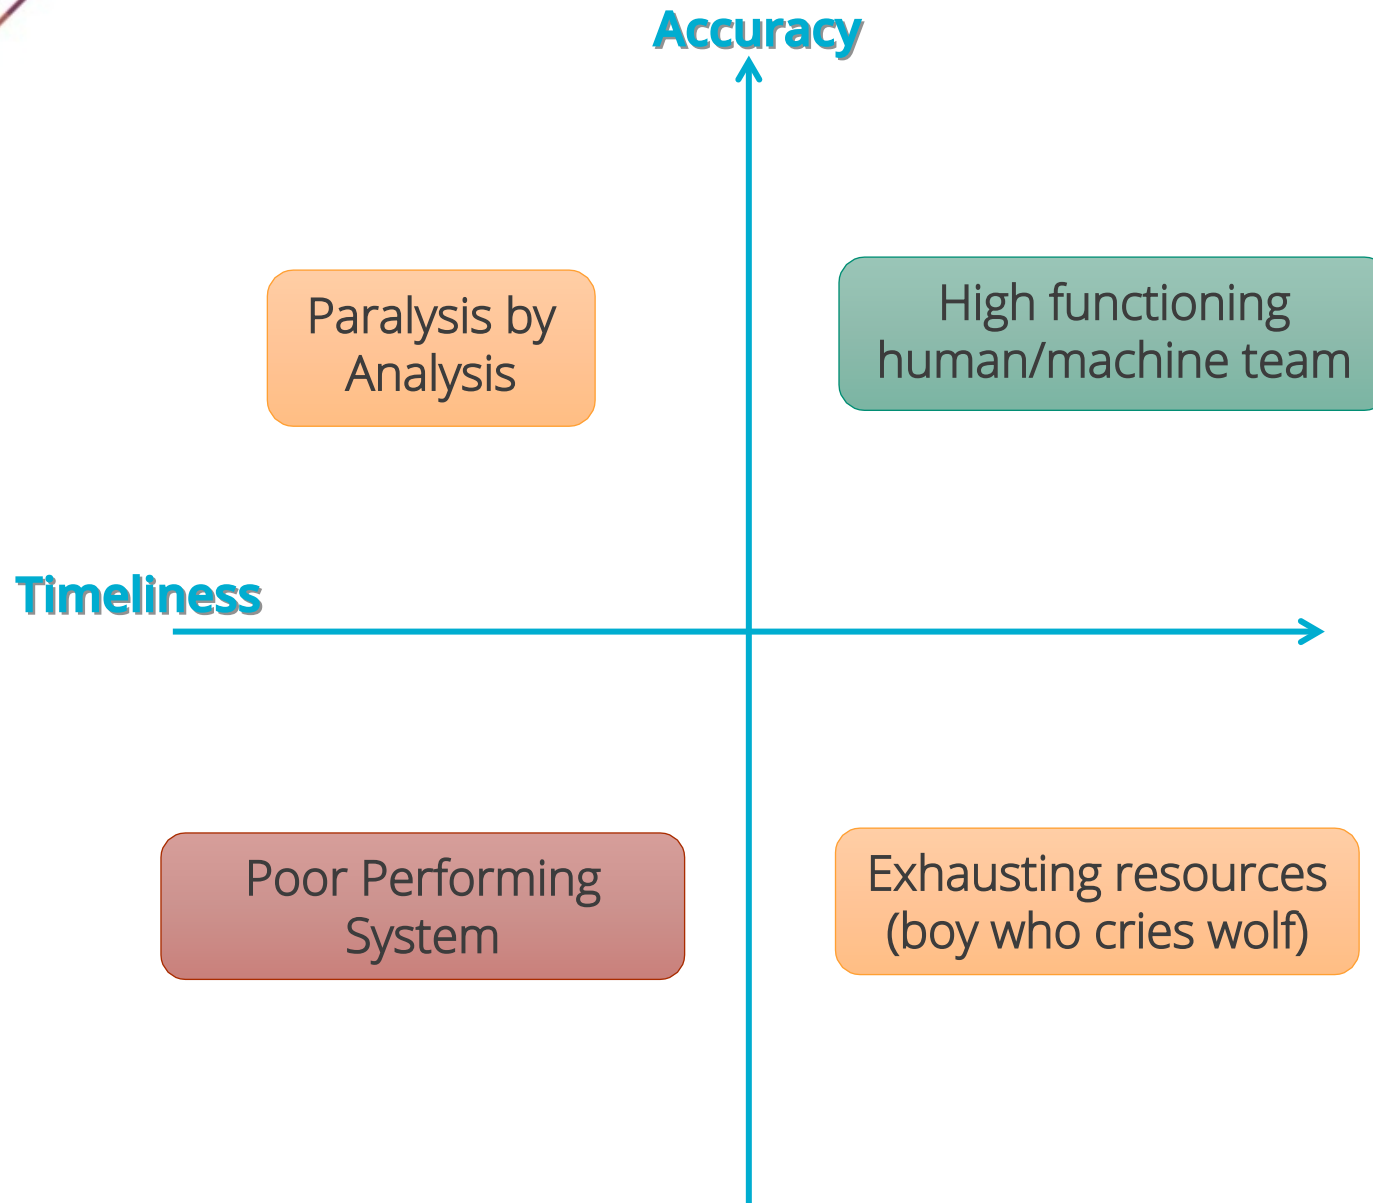 Accuracy
Paralysis by
Analysis
High functioning
human/machine team
Timeliness
Poor Performing
System
Exhausting resources
(boy who cries wolf)